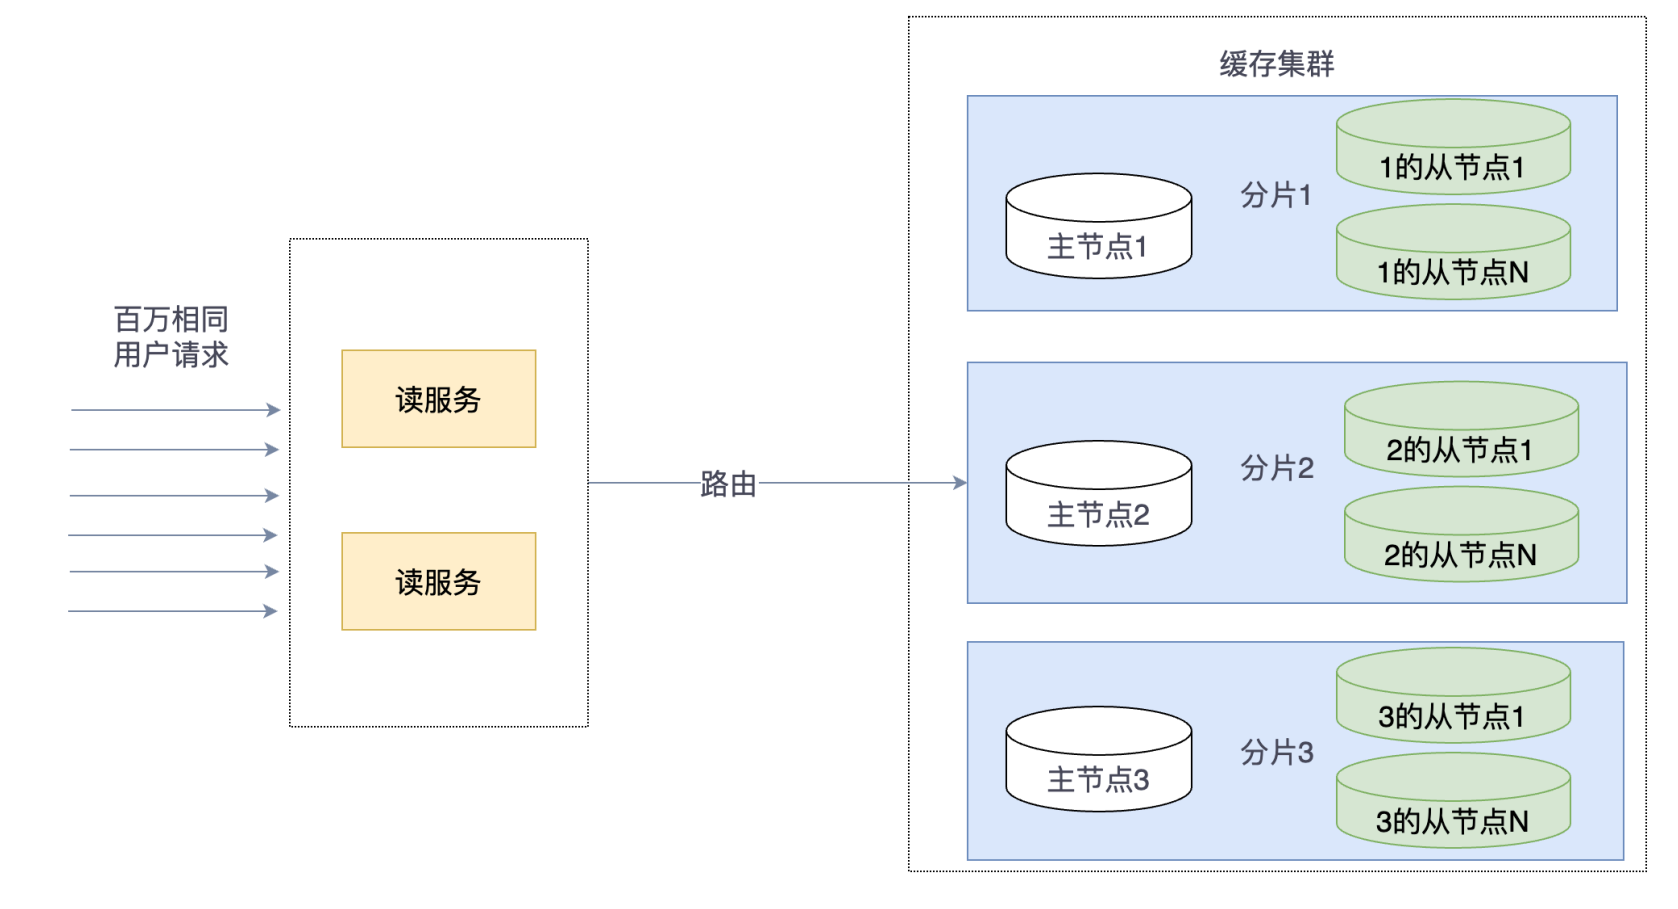 百万相同
用户请求
读服务
读服务
路由
缓存集群
主节点1
分片1
1的从节点1
1的从节点N
主节点2
分片2
2的从节点1
2的从节点N
主节点3
分片3
3的从节点1
3的从节点N